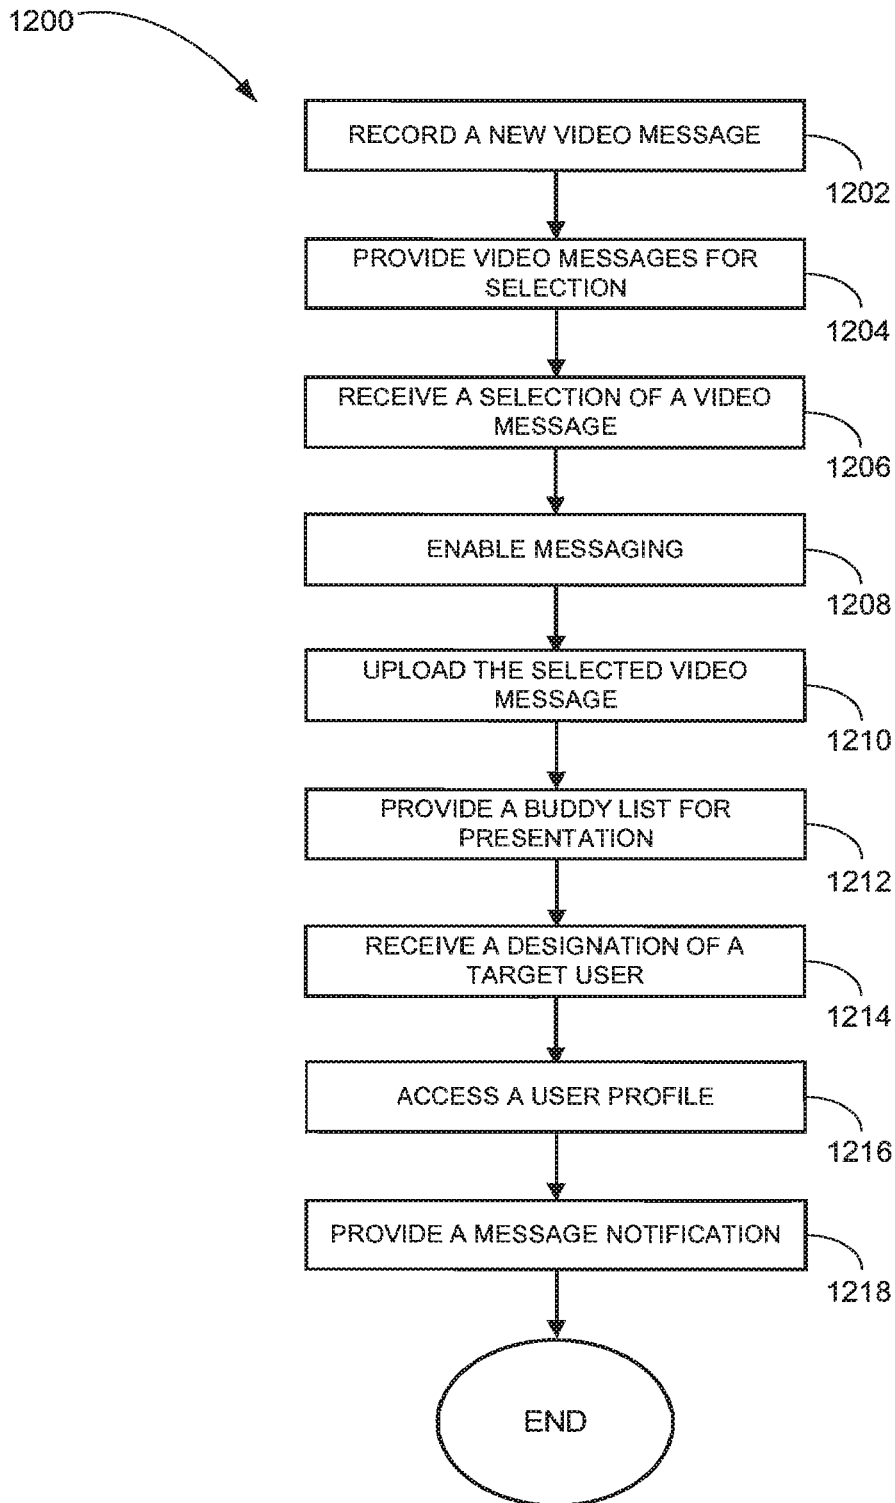 1200
RECORD A NEW VIDEO MESSAGE
1202
PROVIDE VIDEO MESSAGES FOR
SELECTION
1204
RECEIVE A SELECTION OF A VIDEO
MESSAGE
1206
ENABLE MESSAGING
1208
UPLOAD THE SELECTED VIDEO
MESSAGE
1210
PROVIDE A BUDDY LIST FOR
PRESENTATION
1212
RECEIVE A DESIGNATION OF A
TARGET USER
1214
ACCESS A USER PROFILE
1216
PROVIDE A MESSAGE NOTIFICATION
1218
END